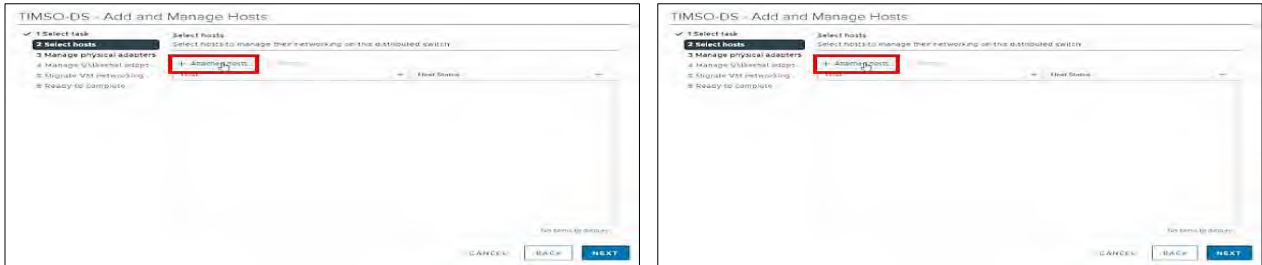 TIMSO-DS - Add and Manage Hosts
✓ 1 Select task
2 Select hosts
3 Manage physical adapters
4 Manage VMkernel adapt...
5 Migrate VM networking
6 Ready to complete
Select hosts
Select hosts to manage their networking on this distributed switch
+ Attached hosts
Host
Host Status
No items to display
CANCEL
BACK
NEXT
TIMSO-DS - Add and Manage Hosts
✓ 1 Select task
2 Select hosts
3 Manage physical adapters
4 Manage VMkernel adapt...
5 Migrate VM networking
6 Ready to complete
Select hosts
Select hosts to manage their networking on this distributed switch
+ Attached hosts
Host
Host Status
No items to display
CANCEL
BACK
NEXT